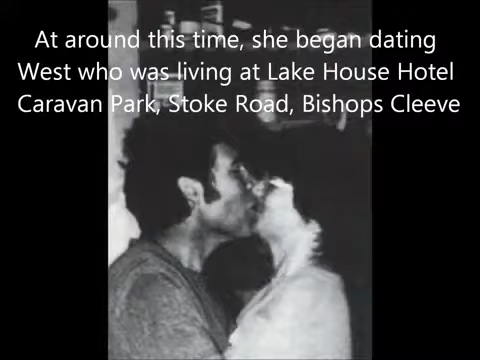 At around this time, she began dating
West who was living at Lake House Hotel
Caravan Park, Stoke Road, Bishops Cleeve